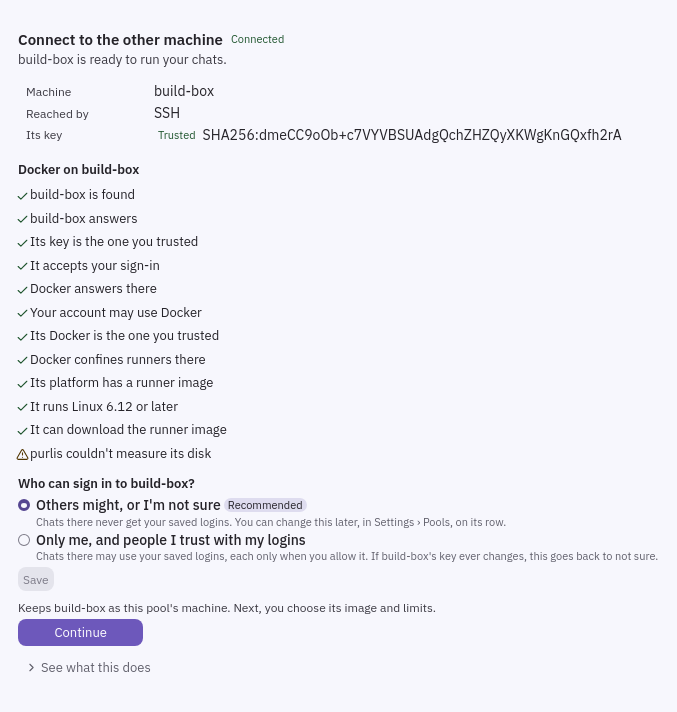 Connect to the other machine Connected
build-box is ready to run your chats.
Machine build-box
Reached by SSH
Its key Trusted SHA256:dmeCC9oOb+c7VYVBSUAdgQchZHZQyXKWgKnGQxfh2rA
Docker on build-box
build-box is found
build-box answers
Its key is the one you trusted
It accepts your sign-in
Docker answers there
Your account may use Docker
Its Docker is the one you trusted
Docker confines runners there
Its platform has a runner image
It runs Linux 6.12 or later
It can download the runner image
purlis couldn't measure its disk
Who can sign in to build-box?
Others might, or I'm not sure Recommended
Chats there never get your saved logins. You can change this later, in Settings › Pools, on its row.
Only me, and people I trust with my logins
Chats there may use your saved logins, each only when you allow it. If build-box's key ever changes, this goes back to not sure.
Save
Keeps build-box as this pool's machine. Next, you choose its image and limits.
Continue
See what this does